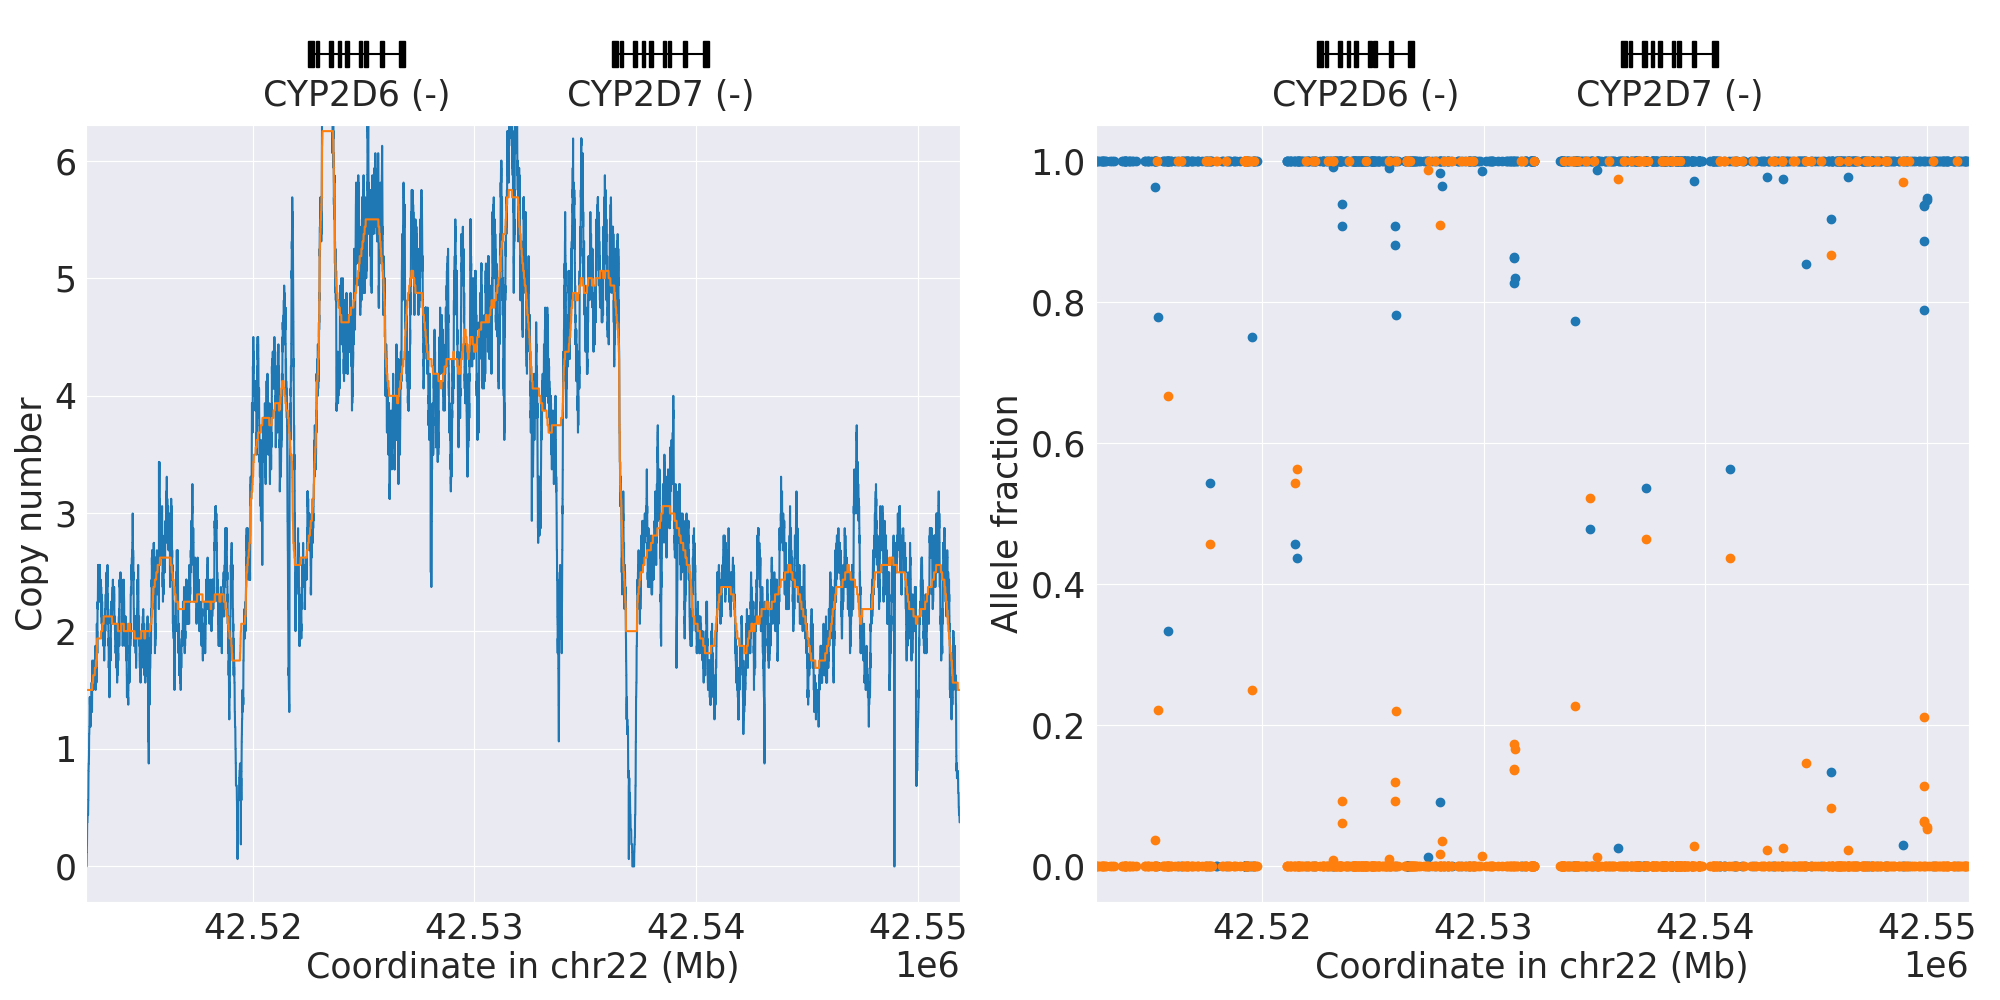 CYP2D6 (-)
CYP2D7 (-)
6
5
4
3
2
1
0
Copy number
42.52
42.53
42.54
42.55
Coordinate in chr22 (Mb)
1e6
CYP2D6 (-)
CYP2D7 (-)
1.0
0.8
0.6
0.4
0.2
0.0
Allele fraction
42.52
42.53
42.54
42.55
Coordinate in chr22 (Mb)
1e6